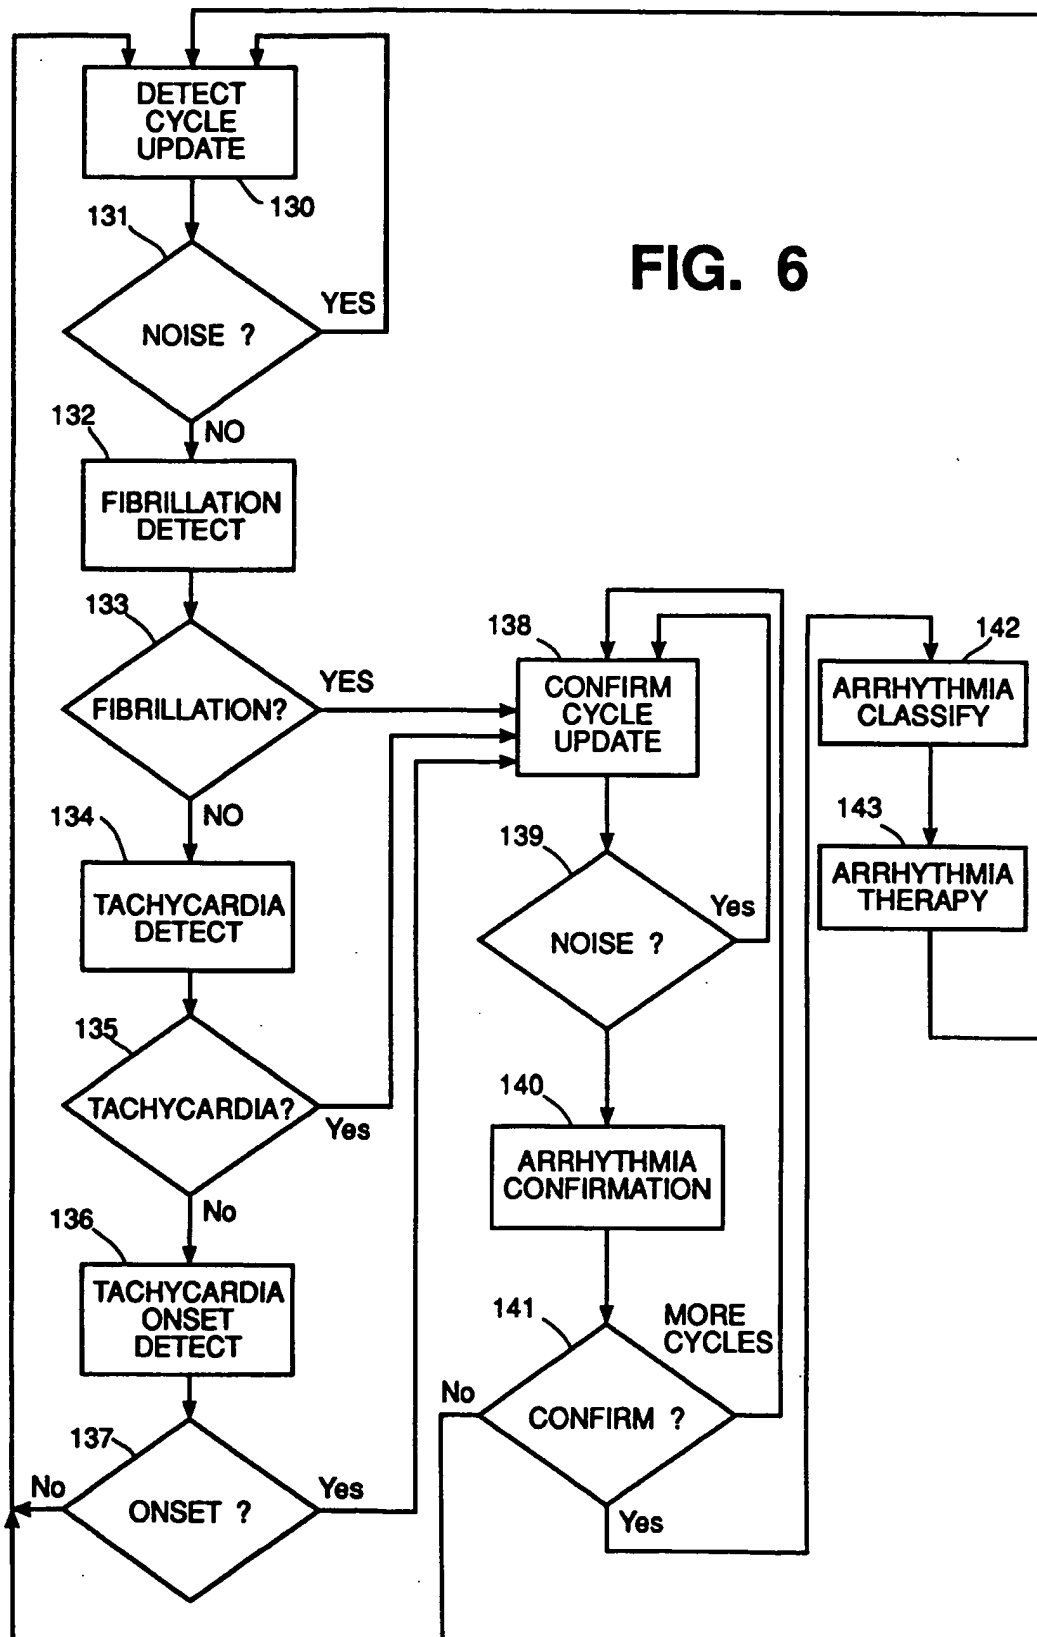 DETECT
CYCLE
UPDATE
130
131
NOISE ?
YES
NO
FIG. 6
132
FIBRILLATION
DETECT
133
FIBRILLATION?
YES
NO
134
TACHYCARDIA
DETECT
135
TACHYCARDIA?
Yes
No
136
TACHYCARDIA
ONSET
DETECT
137
No
ONSET ?
Yes
138
CONFIRM
CYCLE
UPDATE
139
NOISE ?
Yes
140
ARRHYTHMIA
CONFIRMATION
141
MORE
CYCLES
No
CONFIRM ?
Yes
142
ARRHYTHMIA
CLASSIFY
143
ARRHYTHMIA
THERAPY